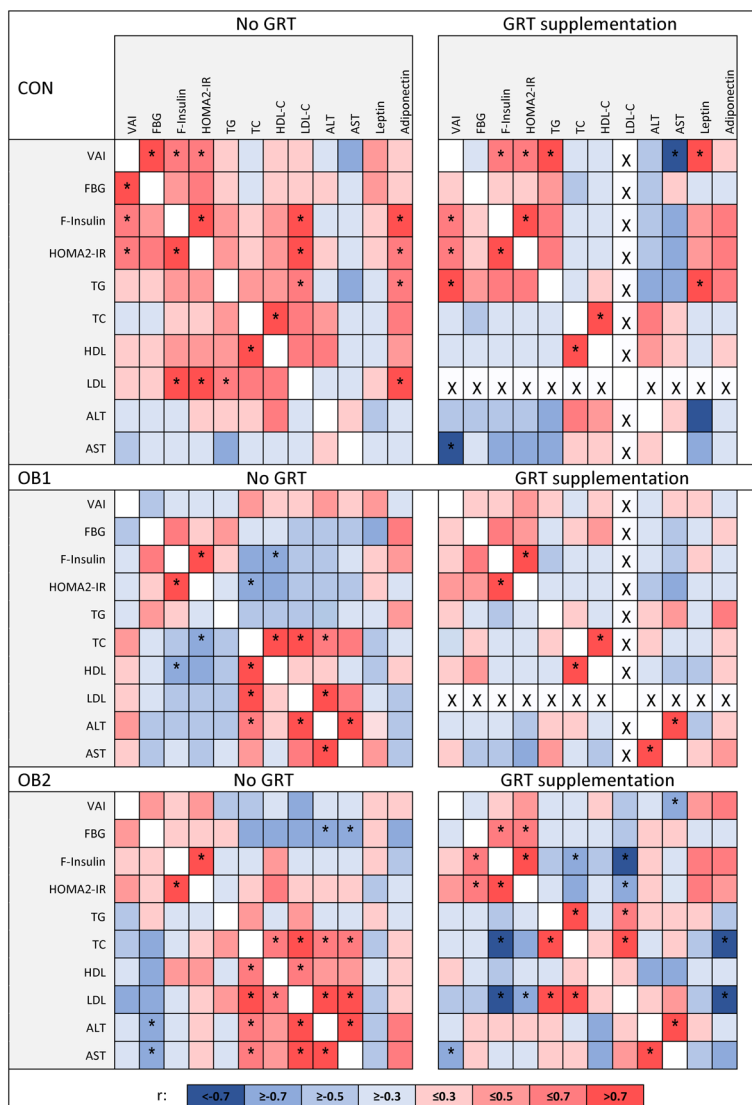 No GRT GRT supplementation
CON
VAI FBG F-Insulin HOMA2-IR TG TC HDL-C LDL-C ALT AST Leptin Adiponectin VAI FBG F-Insulin HOMA2-IR TG TC HDL-C LDL-C ALT AST Leptin Adiponectin
VAI * * * * * * X * *
FBG * X
F-Insulin * * * * * * X
HOMA2-IR * * * * * * X
TG * * * X *
TC * * X
HDL * * X
LDL * * * * X X X X X X X X X X X
ALT X
AST * X
OB1 No GRT GRT supplementation
VAI X
FBG X
F-Insulin * * * X
HOMA2-IR * * * X
TG X
TC * * * * * X
HDL * * * X
LDL * * X X X X X X X X X X X
ALT * * * X *
AST * X *
OB2 No GRT GRT supplementation
VAI *
FBG * * * *
F-Insulin * * * * *
HOMA2-IR * * * *
TG * *
TC * * * * * * * *
HDL * *
LDL * * * * * * * * *
ALT * * * * *
AST * * * * * *
r: <-0.7 ≥-0.7 ≥-0.5 ≥-0.3 ≤0.3 ≤0.5 ≤0.7 >0.7